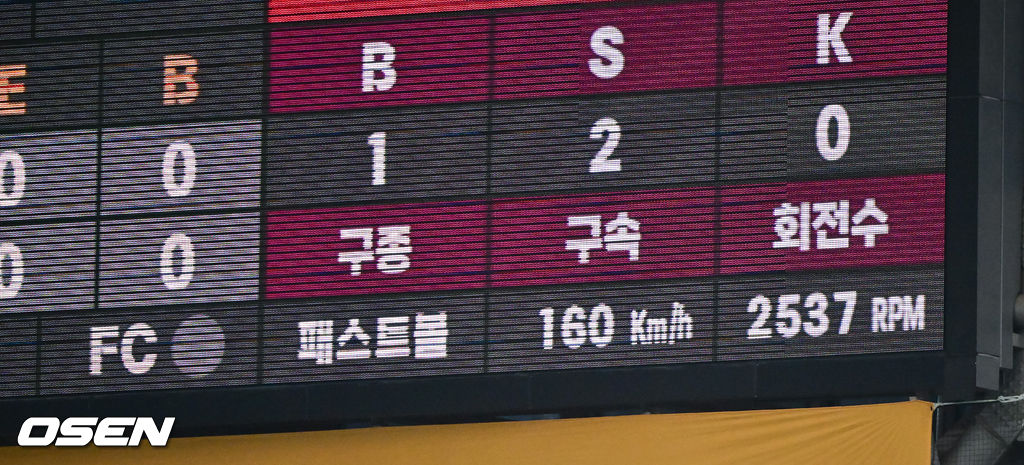 E B B S K
0 0 1 2 0
0 0 구종 구속 회전수
FC 패스트볼 160 Km/h 2537 RPM
OSEN